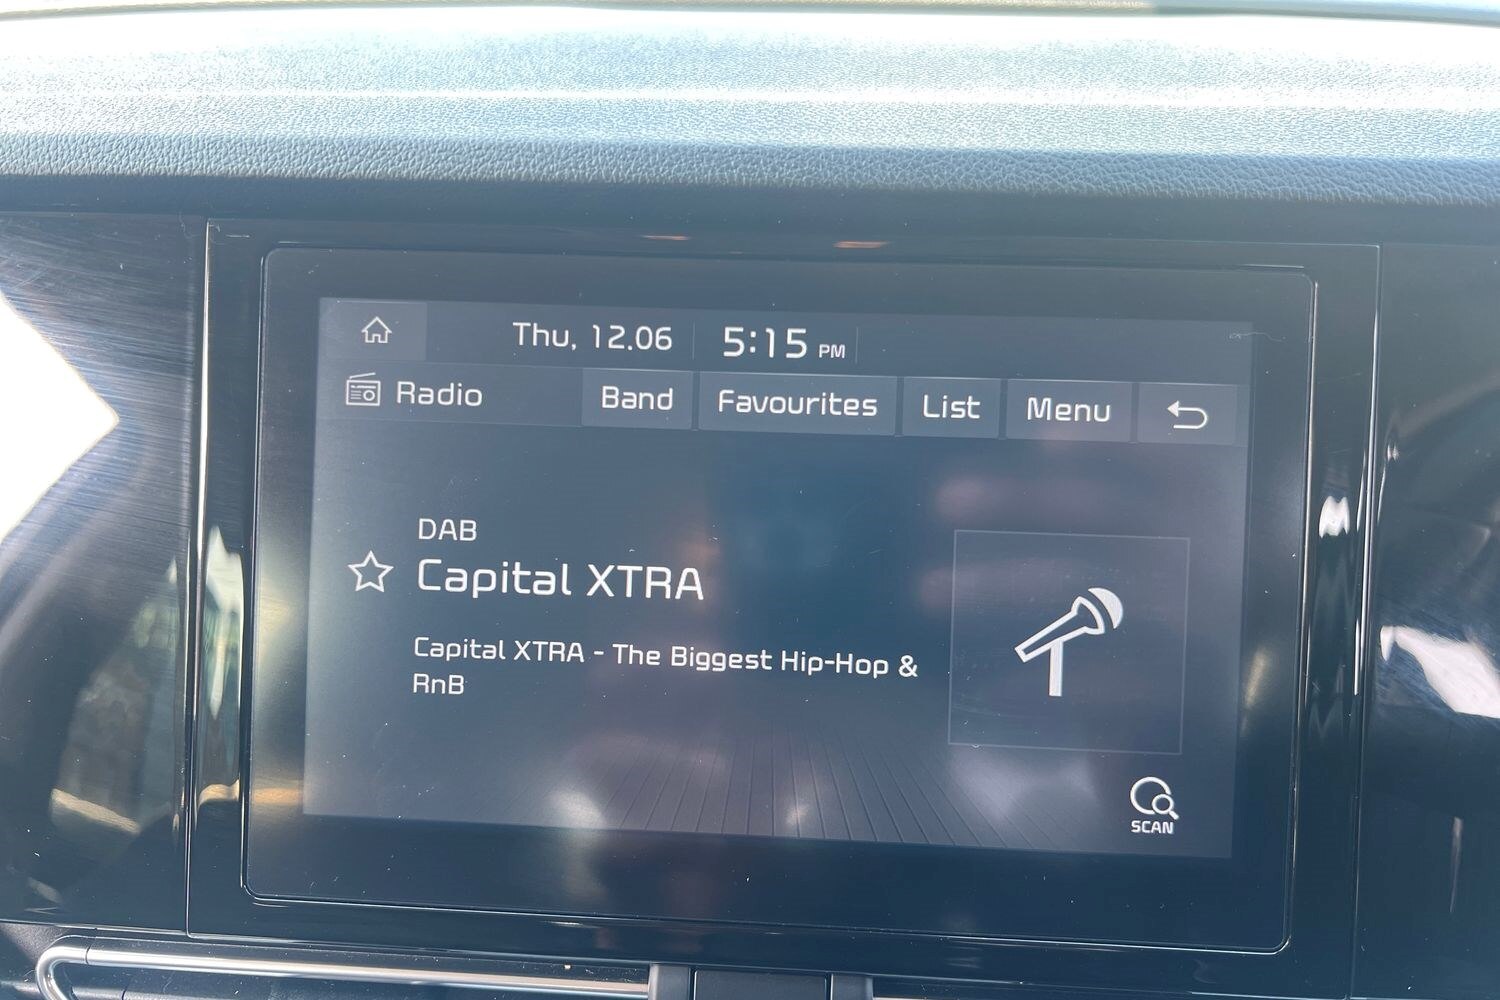 Thu, 12.06 5:15 PM
Radio Band Favourites List Menu
DAB
Capital XTRA
Capital XTRA - The Biggest Hip-Hop &
RnB
SCAN